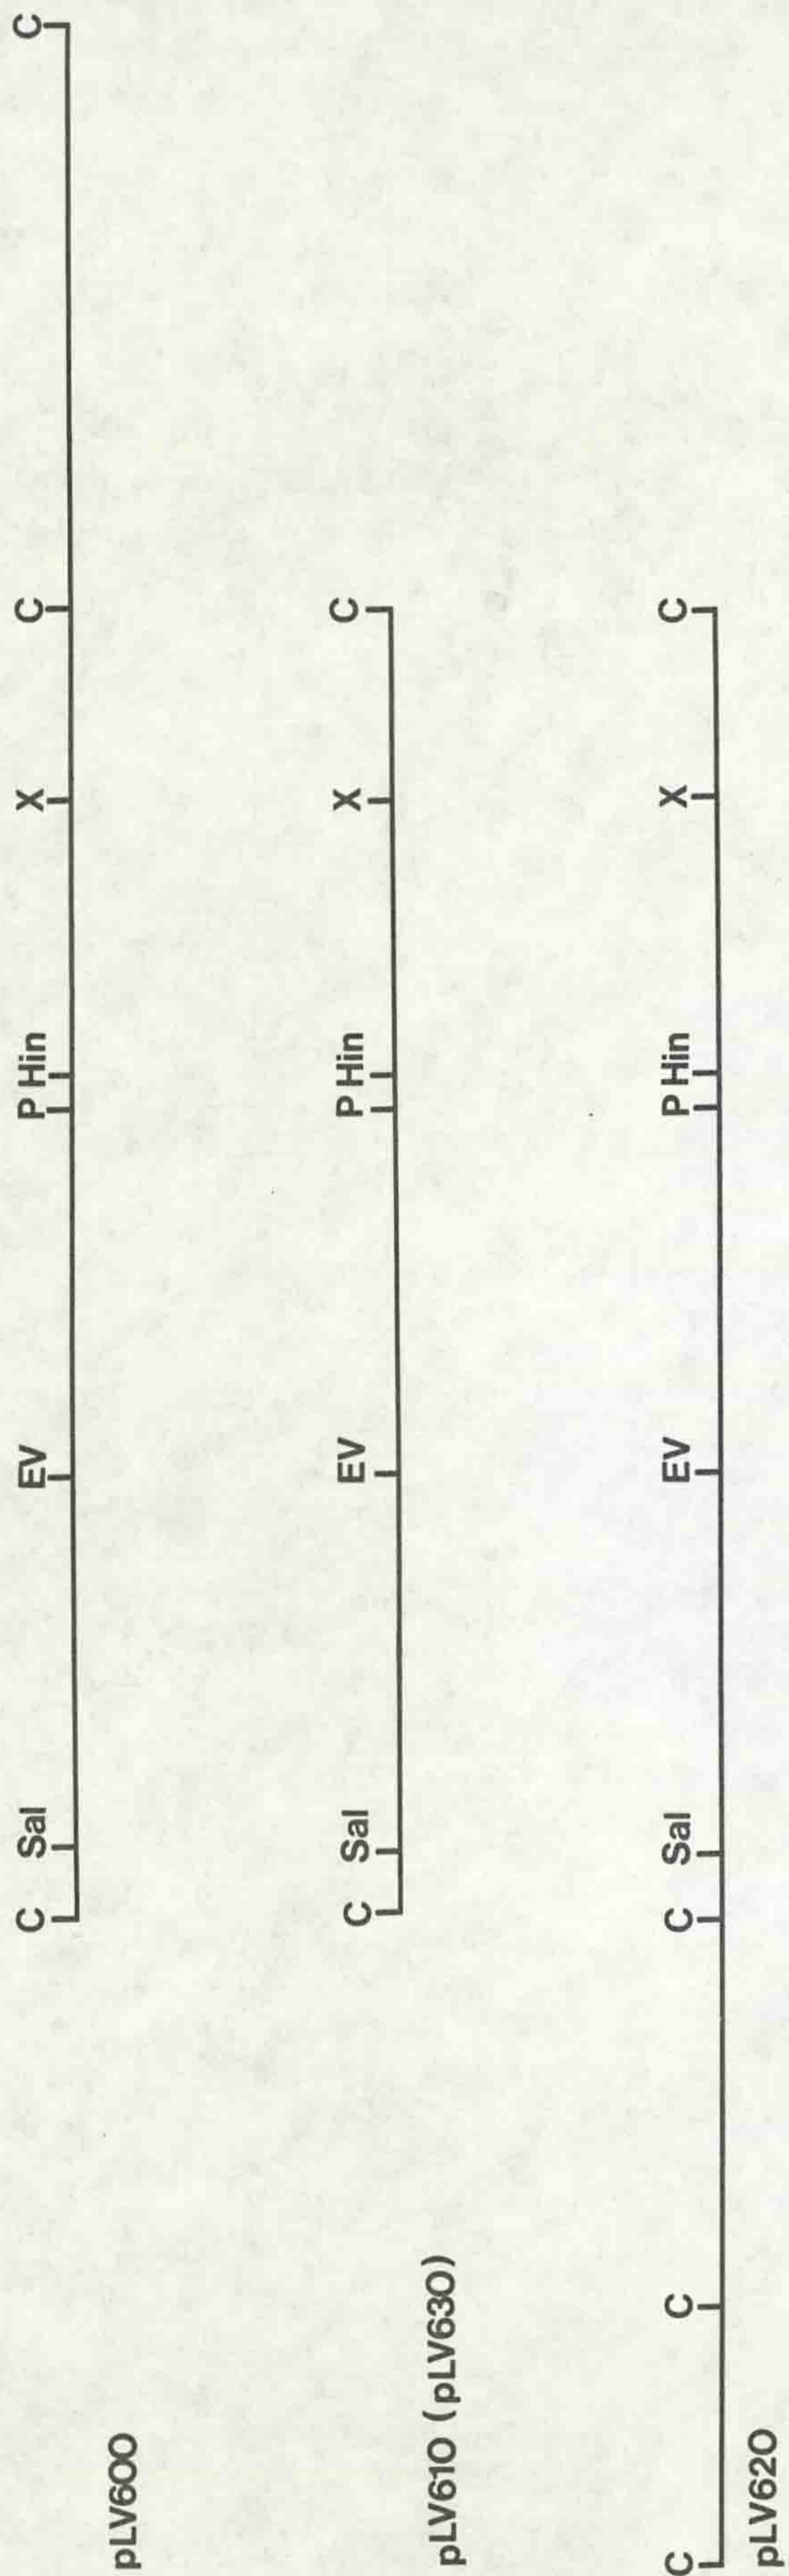 C Sal EV P Hin X C C
pLV600
C Sal EV P Hin X C
pLV610 (pLV630)
C C C Sal EV P Hin X C
pLV620